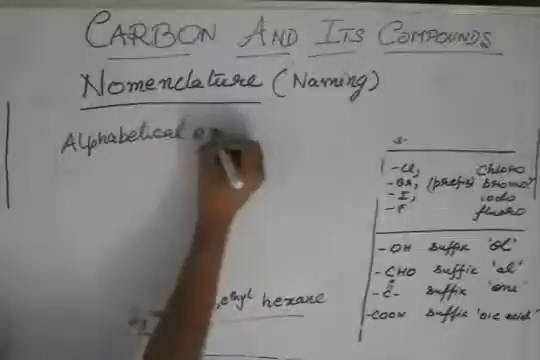 CARBON AND ITS COMPOUNDS
Nomenclature (Naming)
Alphabetical
-Cl, Chloro
-Br, (prefix) bromo
-I, iodo
-F fluoro
-OH suffix 'ol'
-CHO suffix 'al'
-C- suffix 'one'
-COOH suffix 'oic acid'
ethyl hexane